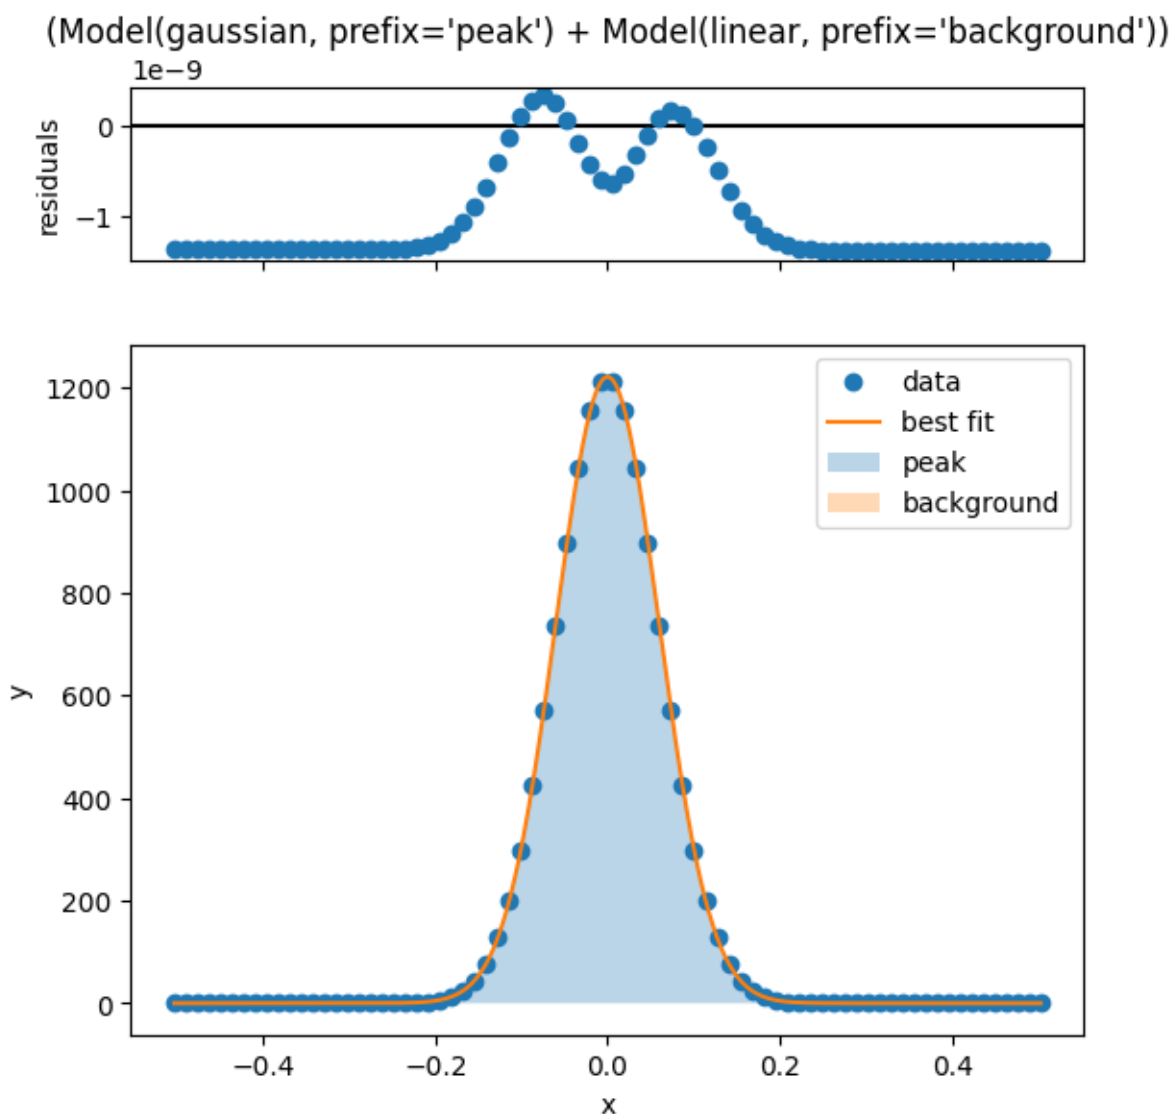 (Model(gaussian, prefix='peak') + Model(linear, prefix='background'))
1e−9
residuals
0
−1
1200
1000
800
600
400
200
0
y
data
best fit
peak
background
−0.4 −0.2 0.0 0.2 0.4
x